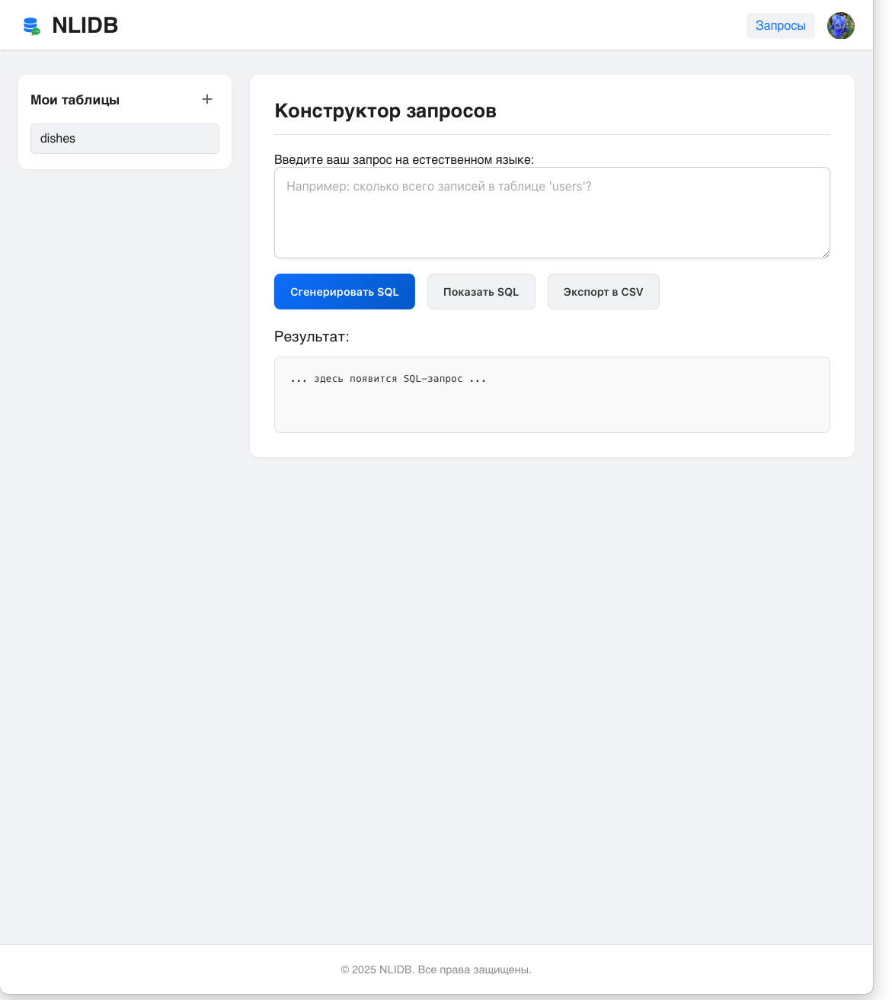 NLIDB
Запросы
Мои таблицы
+
dishes
Конструктор запросов
Введите ваш запрос на естественном языке:
Например: сколько всего записей в таблице 'users'?
Сгенерировать SQL
Показать SQL
Экспорт в CSV
Результат:
... здесь появится SQL-запрос ...
© 2025 NLIDB. Все права защищены.